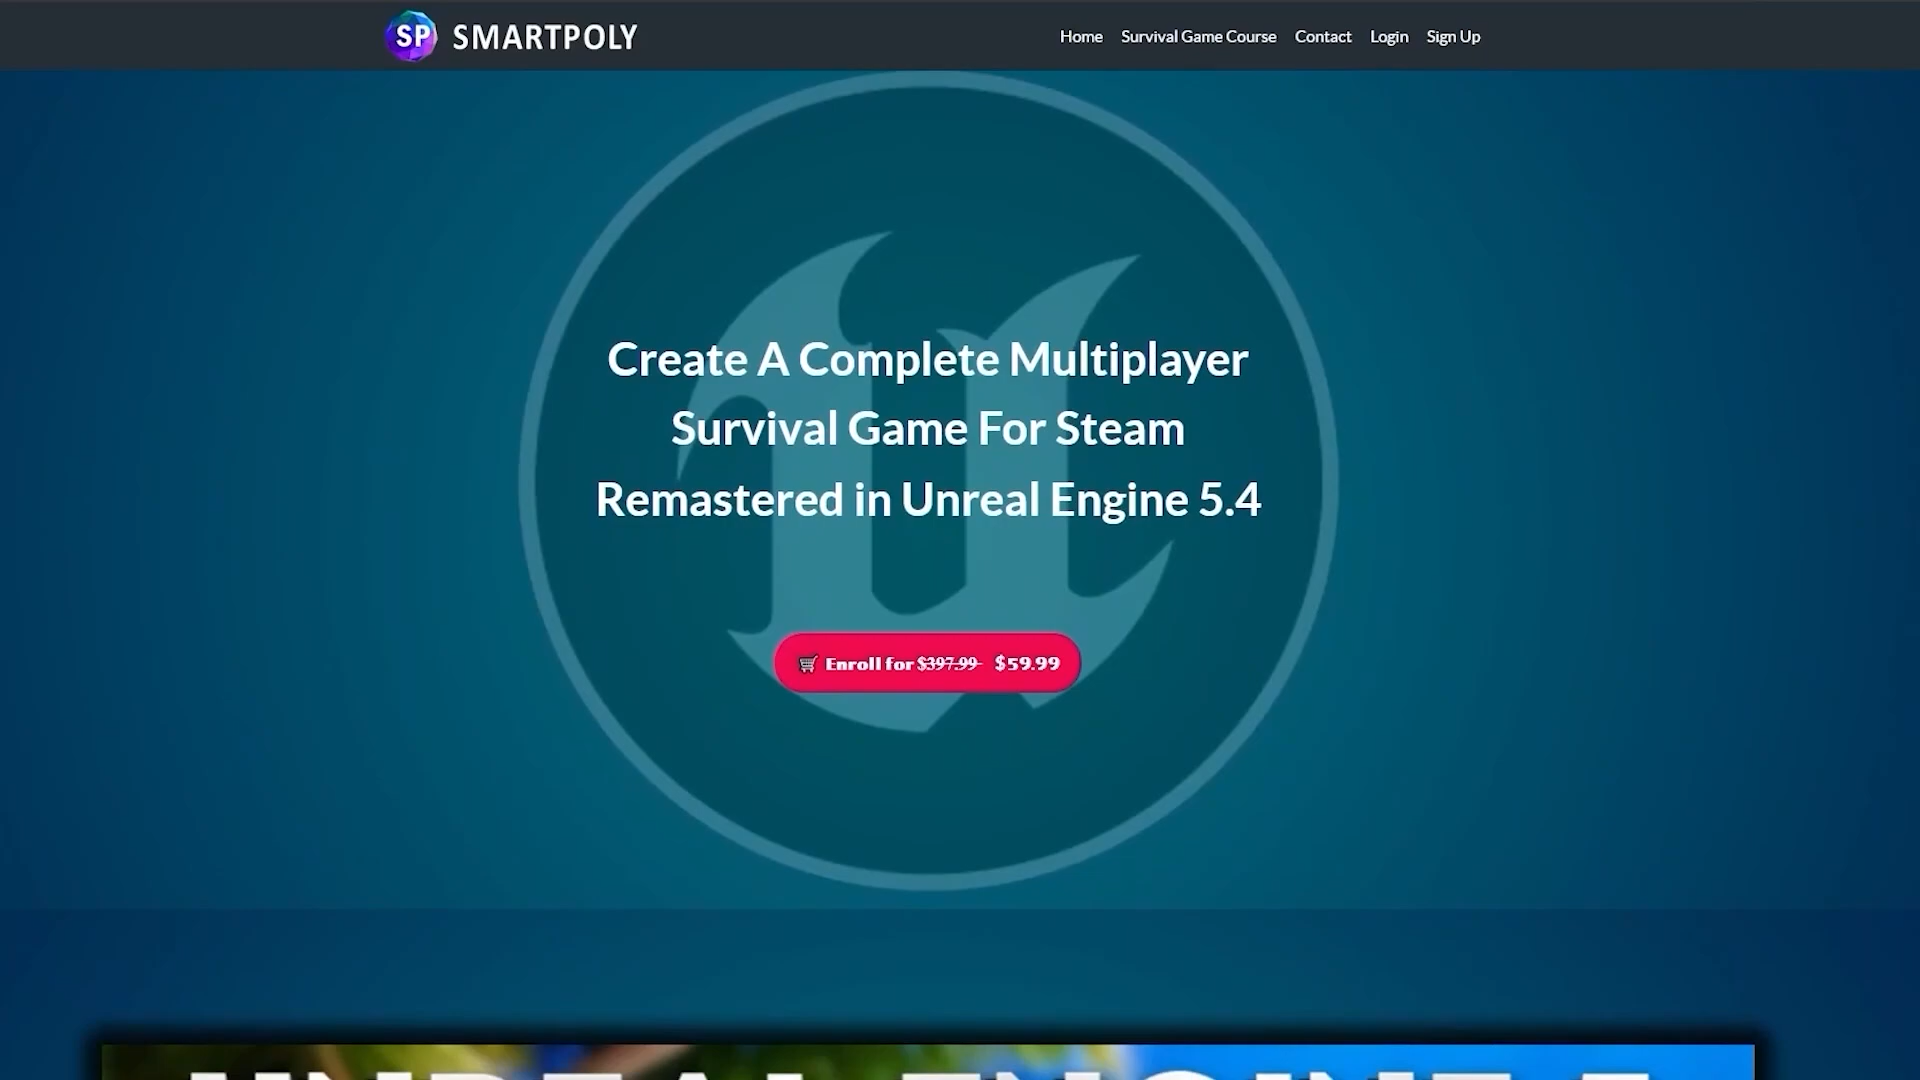 SP SMARTPOLY
Home Survival Game Course Contact Login Sign Up
Create A Complete Multiplayer
Survival Game For Steam
Remastered in Unreal Engine 5.4
Enroll for $397.99 $59.99